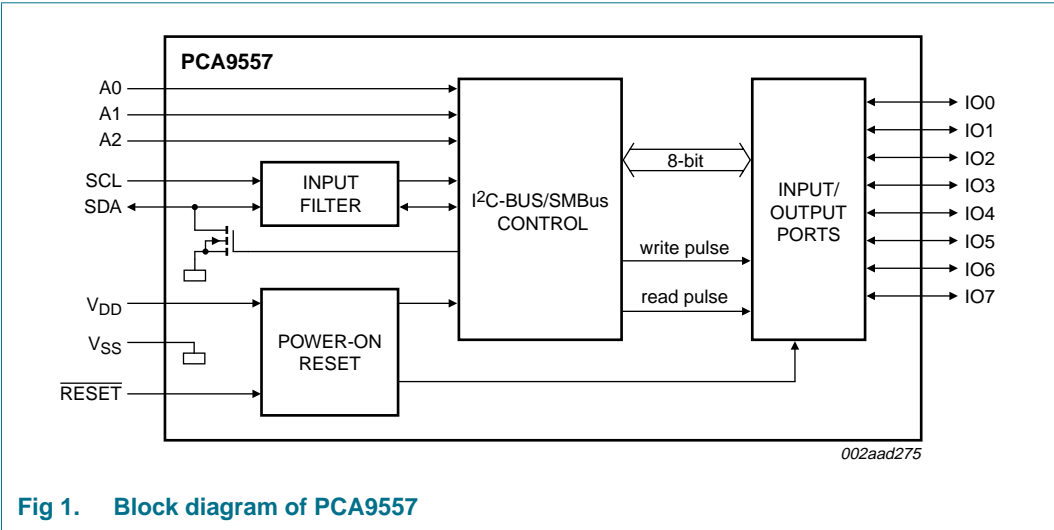 PCA9557
A0
A1
A2
SCL
SDA
VDD
VSS
RESET
INPUT
FILTER
POWER-ON
RESET
I²C-BUS/SMBus
CONTROL
8-bit
write pulse
read pulse
INPUT/
OUTPUT
PORTS
IO0
IO1
IO2
IO3
IO4
IO5
IO6
IO7
002aad275
Fig 1. Block diagram of PCA9557